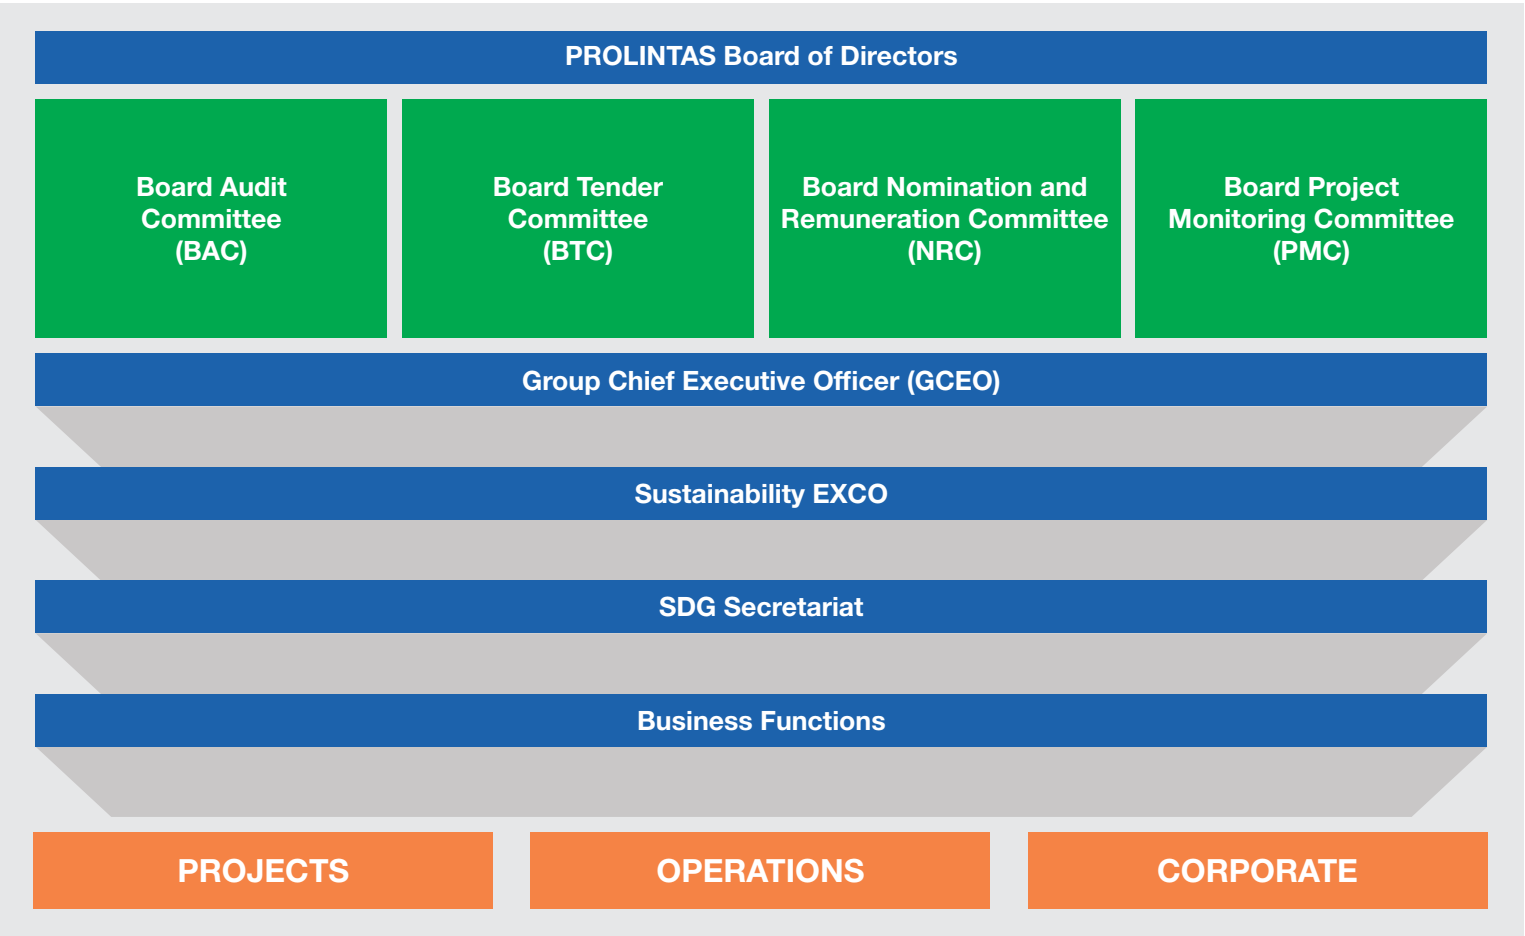 PROLINTAS Board of Directors
Board Audit
Committee
(BAC)
Board Tender
Committee
(BTC)
Board Nomination and
Remuneration Committee
(NRC)
Board Project
Monitoring Committee
(PMC)
Group Chief Executive Officer (GCEO)
Sustainability EXCO
SDG Secretariat
Business Functions
PROJECTS
OPERATIONS
CORPORATE